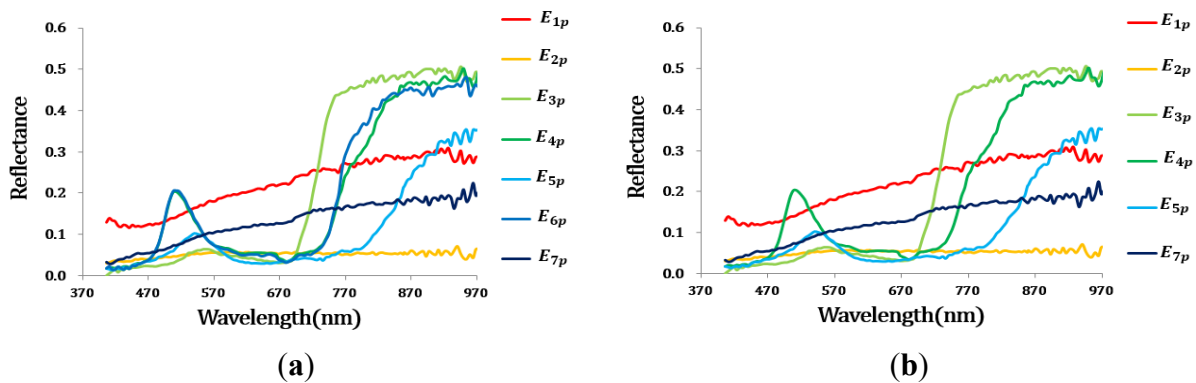 Reflectance
0.6
0.5
0.4
0.3
0.2
0.1
0.0
370 470 570 670 770 870 970
Wavelength(nm)
E1p
E2p
E3p
E4p
E5p
E6p
E7p
(a)
Reflectance
0.6
0.5
0.4
0.3
0.2
0.1
0.0
370 470 570 670 770 870 970
Wavelength(nm)
E1p
E2p
E3p
E4p
E5p
E7p
(b)